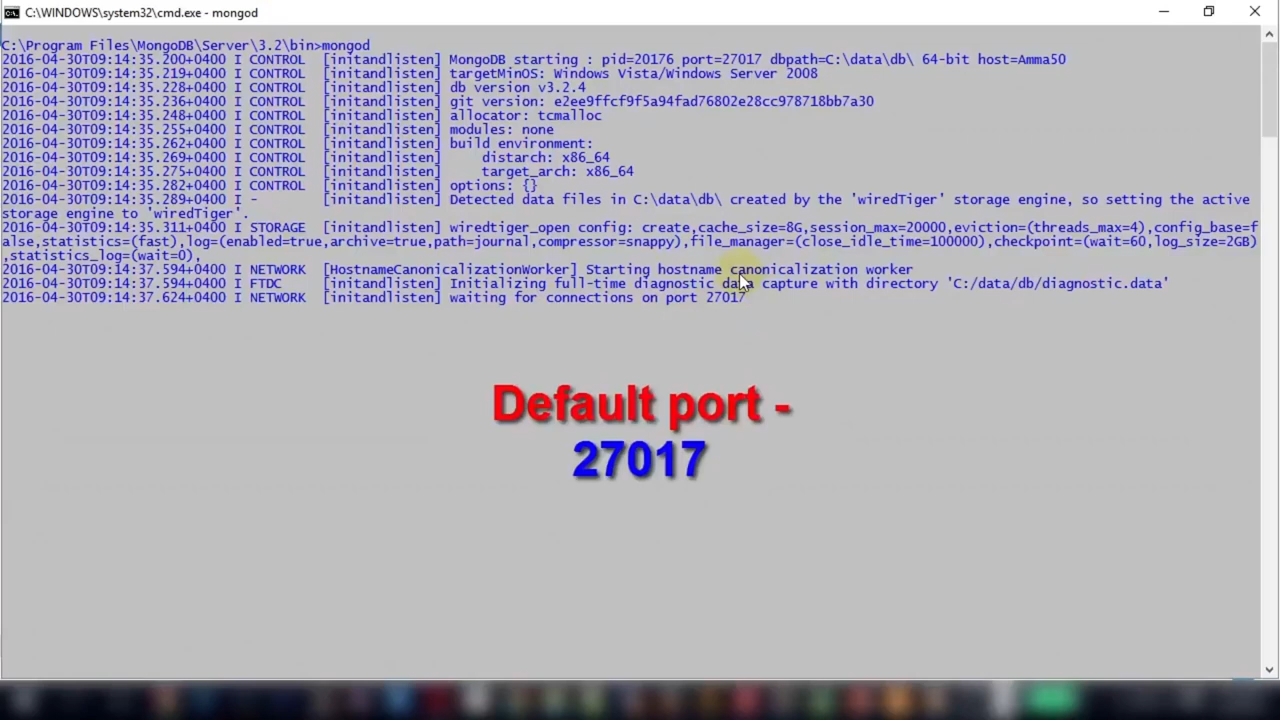 C:\WINDOWS\system32\cmd.exe - mongod
C:\Program Files\MongoDB\Server\3.2\bin>mongod
2016-04-30T09:14:35.200+0400 I CONTROL  [initandlisten] MongoDB starting : pid=20176 port=27017 dbpath=C:\data\db\ 64-bit host=Amma50
2016-04-30T09:14:35.219+0400 I CONTROL  [initandlisten] targetMinOS: Windows Vista/Windows Server 2008
2016-04-30T09:14:35.228+0400 I CONTROL  [initandlisten] db version v3.2.4
2016-04-30T09:14:35.236+0400 I CONTROL  [initandlisten] git version: e2ee9ffcf9f5a94fad76802e28cc978718bb7a30
2016-04-30T09:14:35.248+0400 I CONTROL  [initandlisten] allocator: tcmalloc
2016-04-30T09:14:35.255+0400 I CONTROL  [initandlisten] modules: none
2016-04-30T09:14:35.262+0400 I CONTROL  [initandlisten] build environment:
2016-04-30T09:14:35.269+0400 I CONTROL  [initandlisten]     distarch: x86_64
2016-04-30T09:14:35.275+0400 I CONTROL  [initandlisten]     target_arch: x86_64
2016-04-30T09:14:35.282+0400 I CONTROL  [initandlisten] options: {}
2016-04-30T09:14:35.289+0400 I -        [initandlisten] Detected data files in C:\data\db\ created by the 'wiredTiger' storage engine, so setting the active
storage engine to 'wiredTiger'.
2016-04-30T09:14:35.311+0400 I STORAGE  [initandlisten] wiredtiger_open config: create,cache_size=8G,session_max=20000,eviction=(threads_max=4),config_base=f
alse,statistics=(fast),log=(enabled=true,archive=true,path=journal,compressor=snappy),file_manager=(close_idle_time=100000),checkpoint=(wait=60,log_size=2GB)
,statistics_log=(wait=0),
2016-04-30T09:14:37.594+0400 I NETWORK  [HostnameCanonicalizationWorker] Starting hostname canonicalization worker
2016-04-30T09:14:37.594+0400 I FTDC     [initandlisten] Initializing full-time diagnostic data capture with directory 'C:/data/db/diagnostic.data'
2016-04-30T09:14:37.624+0400 I NETWORK  [initandlisten] waiting for connections on port 27017
Default port -
27017